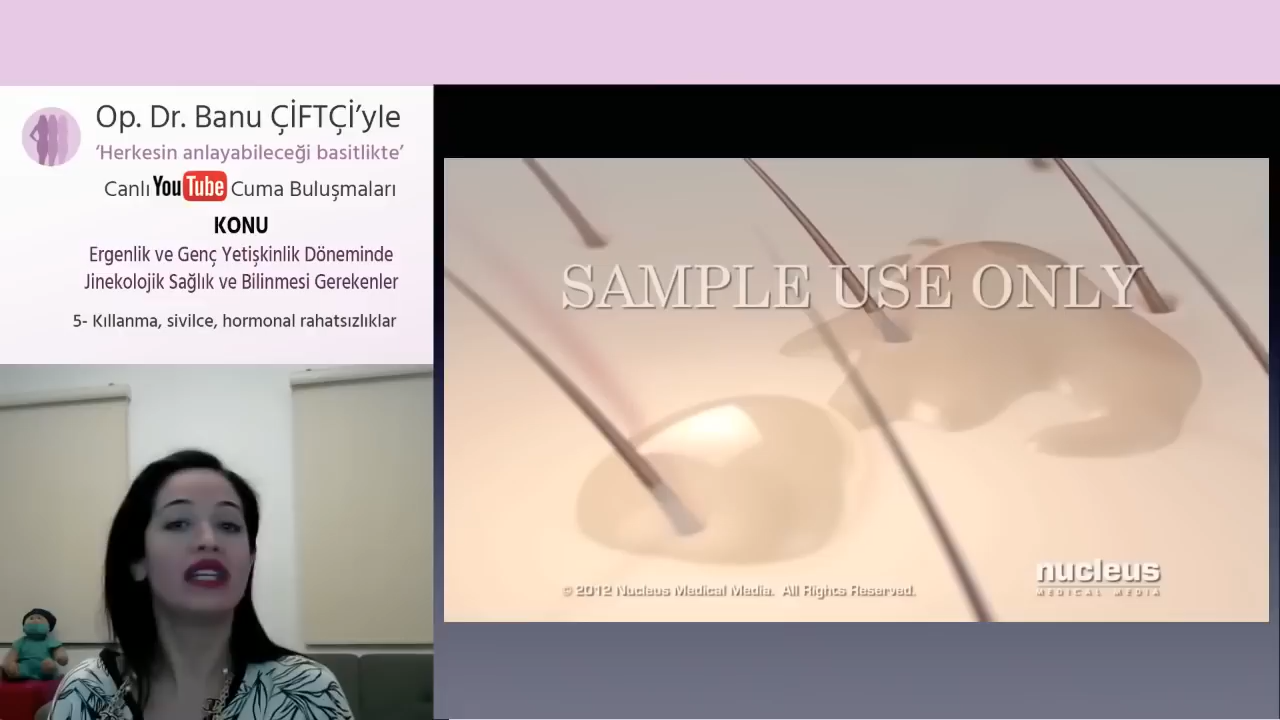 Op. Dr. Banu ÇİFTÇİ'yle
'Herkesin anlayabileceği basitlikte'
Canlı YouTube Cuma Buluşmaları
KONU
Ergenlik ve Genç Yetişkinlik Döneminde
Jinekolojik Sağlık ve Bilinmesi Gerekenler
5- Kıllanma, sivilce, hormonal rahatsızlıklar
SAMPLE USE ONLY
© 2012 Nucleus Medical Media. All Rights Reserved.
nucleus
MEDICAL MEDIA